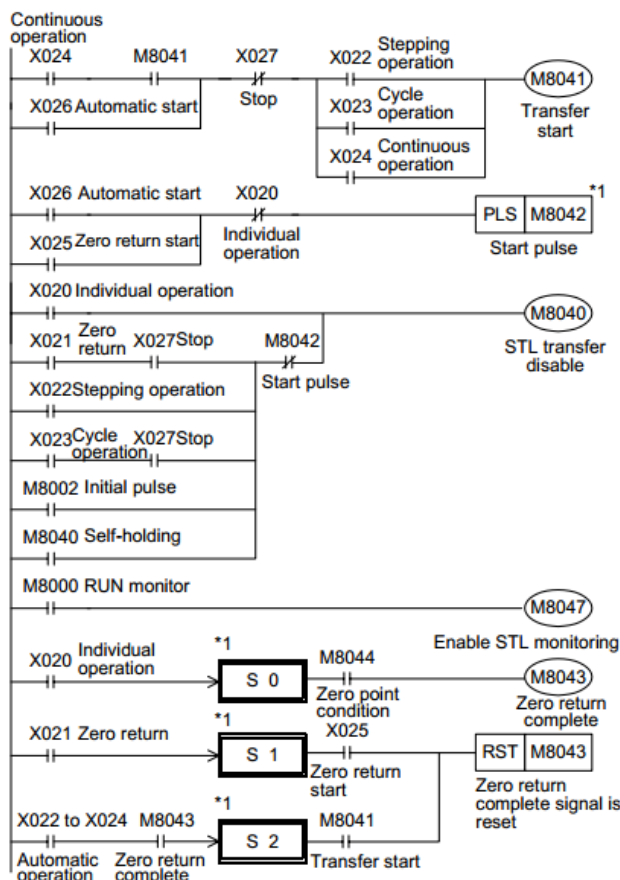 Continuous
operation
X024 M8041 X027 X022 Stepping
operation
M8041
X026 Automatic start Stop X023 Cycle
operation
Transfer
start
X024 Continuous
operation
X026 Automatic start X020 *1
PLS M8042
X025 Zero return start Individual
operation
Start pulse
X020 Individual operation
M8040
X021 Zero
return X027 Stop M8042
STL transfer
disable
Start pulse
X022 Stepping operation
X023 Cycle
operation X027 Stop
M8002 Initial pulse
M8040 Self-holding
M8000 RUN monitor
M8047
Enable STL monitoring
X020 Individual
operation
*1
S 0
M8044
M8043
Zero point
condition
Zero return
complete
X021 Zero return
*1
S 1
X025
RST M8043
Zero return
start
Zero return
complete signal is
reset
X022 to X024 M8043
*1
S 2
M8041
Automatic
operation
Zero return
complete
Transfer start